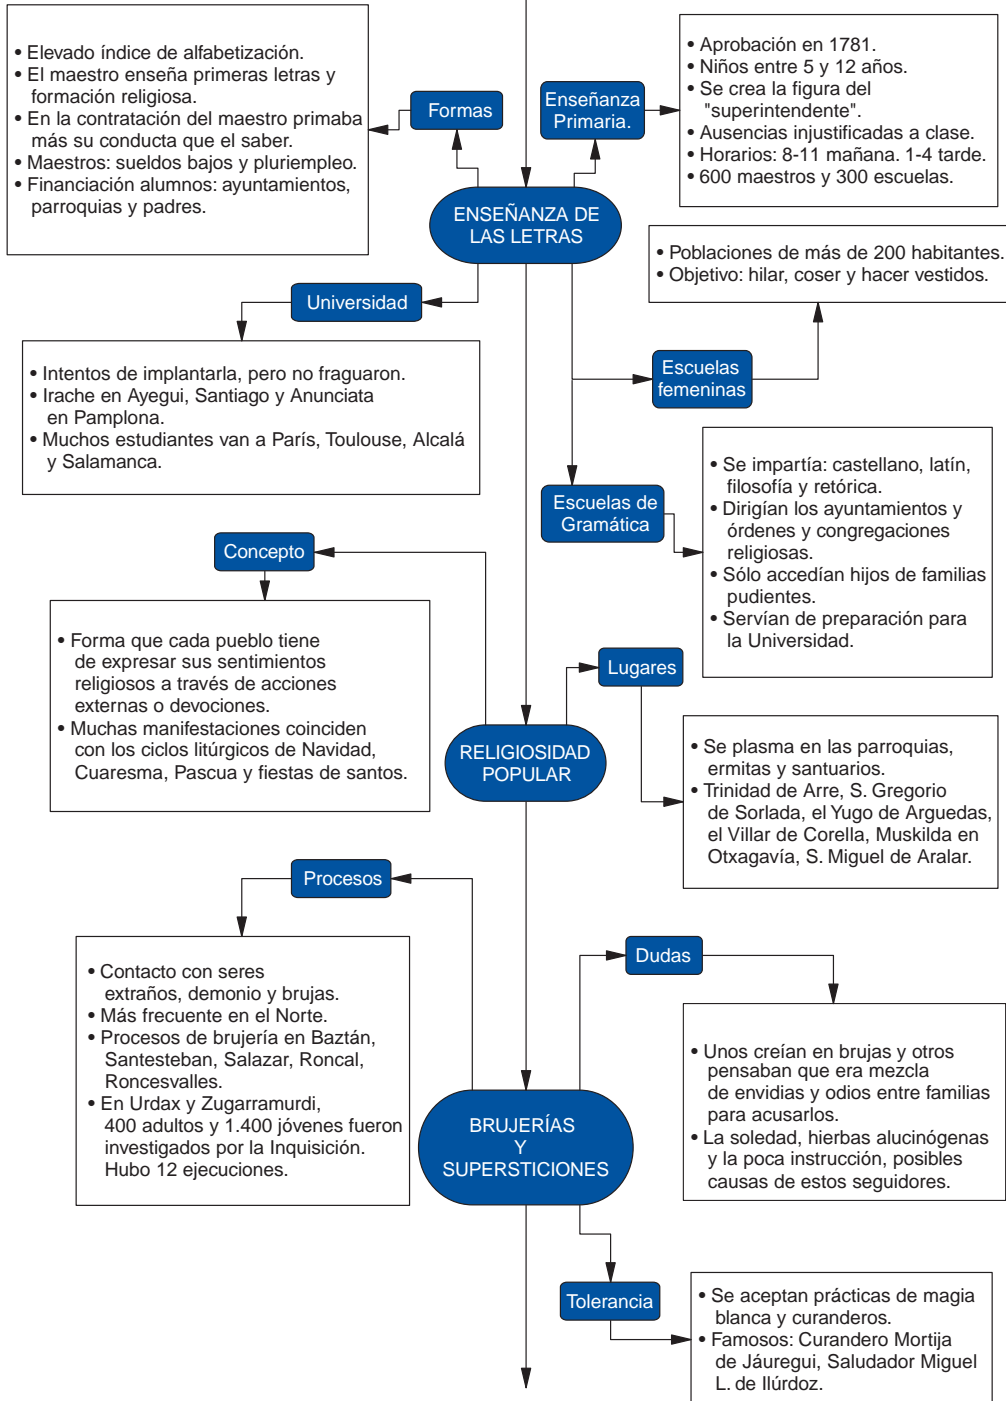 • Elevado índice de alfabetización.
• El maestro enseña primeras letras y
formación religiosa.
• En la contratación del maestro primaba
más su conducta que el saber.
• Maestros: sueldos bajos y pluriempleo.
• Financiación alumnos: ayuntamientos,
parroquias y padres.
Formas
Enseñanza
Primaria.
• Aprobación en 1781.
• Niños entre 5 y 12 años.
• Se crea la figura del
"superintendente".
• Ausencias injustificadas a clase.
• Horarios: 8-11 mañana. 1-4 tarde.
• 600 maestros y 300 escuelas.
ENSEÑANZA DE
LAS LETRAS
• Poblaciones de más de 200 habitantes.
• Objetivo: hilar, coser y hacer vestidos.
Universidad
• Intentos de implantarla, pero no fraguaron.
• Irache en Ayegui, Santiago y Anunciata
en Pamplona.
• Muchos estudiantes van a París, Toulouse, Alcalá
y Salamanca.
Escuelas
femeninas
Escuelas de
Gramática
• Se impartía: castellano, latín,
filosofía y retórica.
• Dirigían los ayuntamientos y
órdenes y congregaciones
religiosas.
• Sólo accedían hijos de familias
pudientes.
• Servían de preparación para
la Universidad.
Concepto
• Forma que cada pueblo tiene
de expresar sus sentimientos
religiosos a través de acciones
externas o devociones.
• Muchas manifestaciones coinciden
con los ciclos litúrgicos de Navidad,
Cuaresma, Pascua y fiestas de santos.
Lugares
RELIGIOSIDAD
POPULAR
• Se plasma en las parroquias,
ermitas y santuarios.
• Trinidad de Arre, S. Gregorio
de Sorlada, el Yugo de Arguedas,
el Villar de Corella, Muskilda en
Otxagavía, S. Miguel de Aralar.
Procesos
• Contacto con seres
extraños, demonio y brujas.
• Más frecuente en el Norte.
• Procesos de brujería en Baztán,
Santesteban, Salazar, Roncal,
Roncesvalles.
• En Urdax y Zugarramurdi,
400 adultos y 1.400 jóvenes fueron
investigados por la Inquisición.
Hubo 12 ejecuciones.
Dudas
• Unos creían en brujas y otros
pensaban que era mezcla
de envidias y odios entre familias
para acusarlos.
• La soledad, hierbas alucinógenas
y la poca instrucción, posibles
causas de estos seguidores.
BRUJERÍAS
Y
SUPERSTICIONES
Tolerancia
• Se aceptan prácticas de magia
blanca y curanderos.
• Famosos: Curandero Mortija
de Jáuregui, Saludador Miguel
L. de Ilúrdoz.